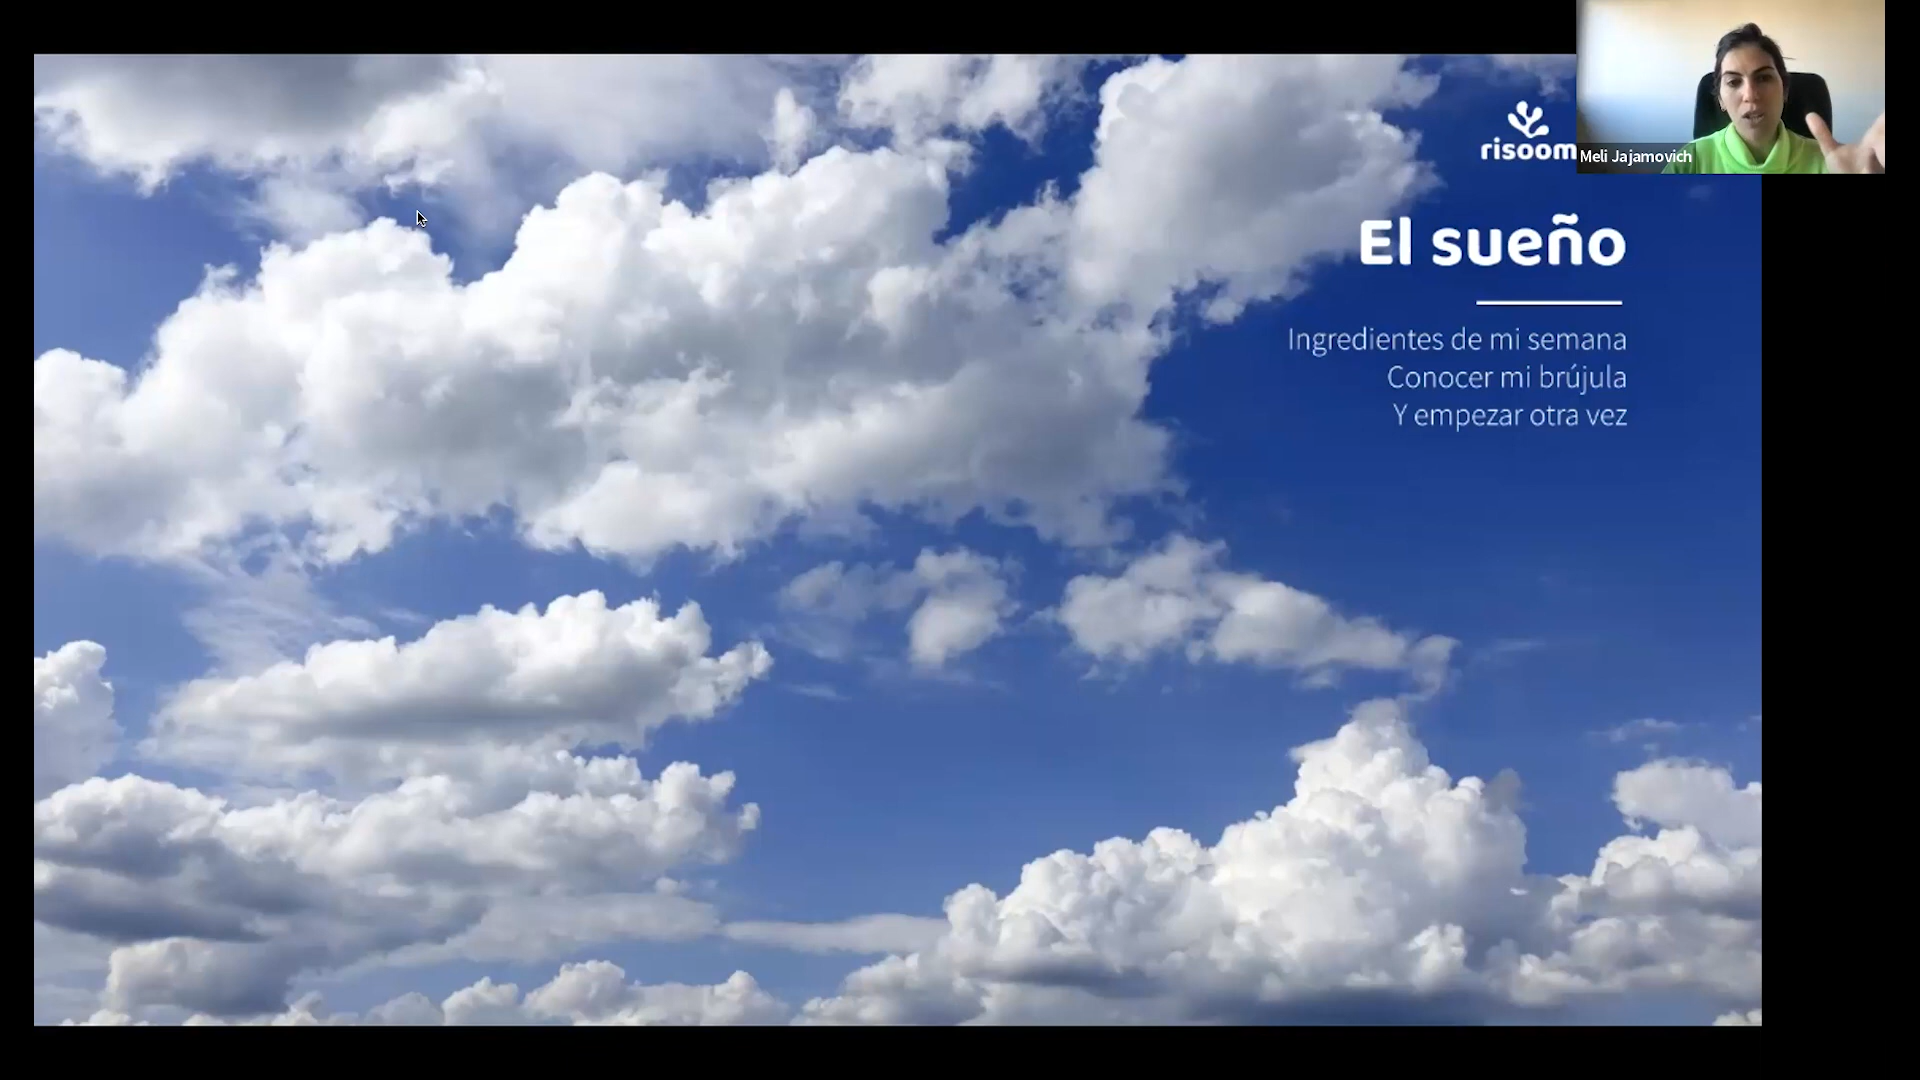 risoom
Meli Jajamovich
El sueño
Ingredientes de mi semana
Conocer mi brújula
Y empezar otra vez